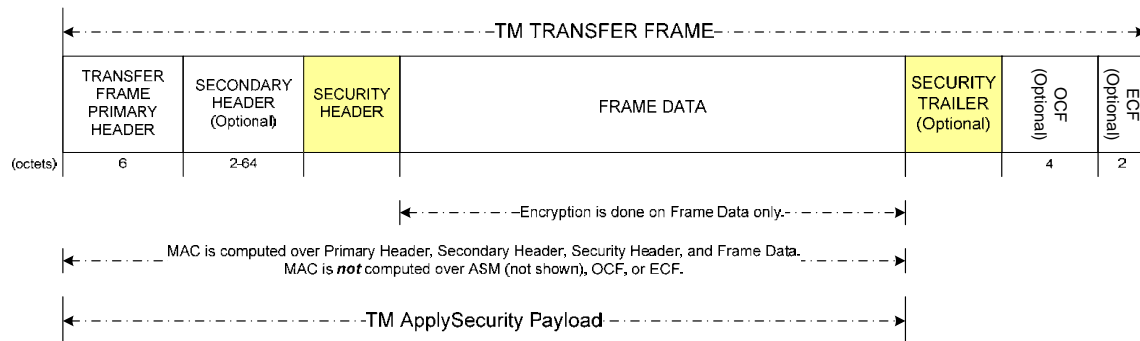 TM TRANSFER FRAME
TRANSFER
FRAME
PRIMARY
HEADER
SECONDARY
HEADER
(Optional)
SECURITY
HEADER
FRAME DATA
SECURITY
TRAILER
(Optional)
OCF
(Optional)
ECF
(Optional)
(octets)
6
2-64
4
2
Encryption is done on Frame Data only.
MAC is computed over Primary Header, Secondary Header, Security Header, and Frame Data.
MAC is not computed over ASM (not shown), OCF, or ECF.
TM ApplySecurity Payload